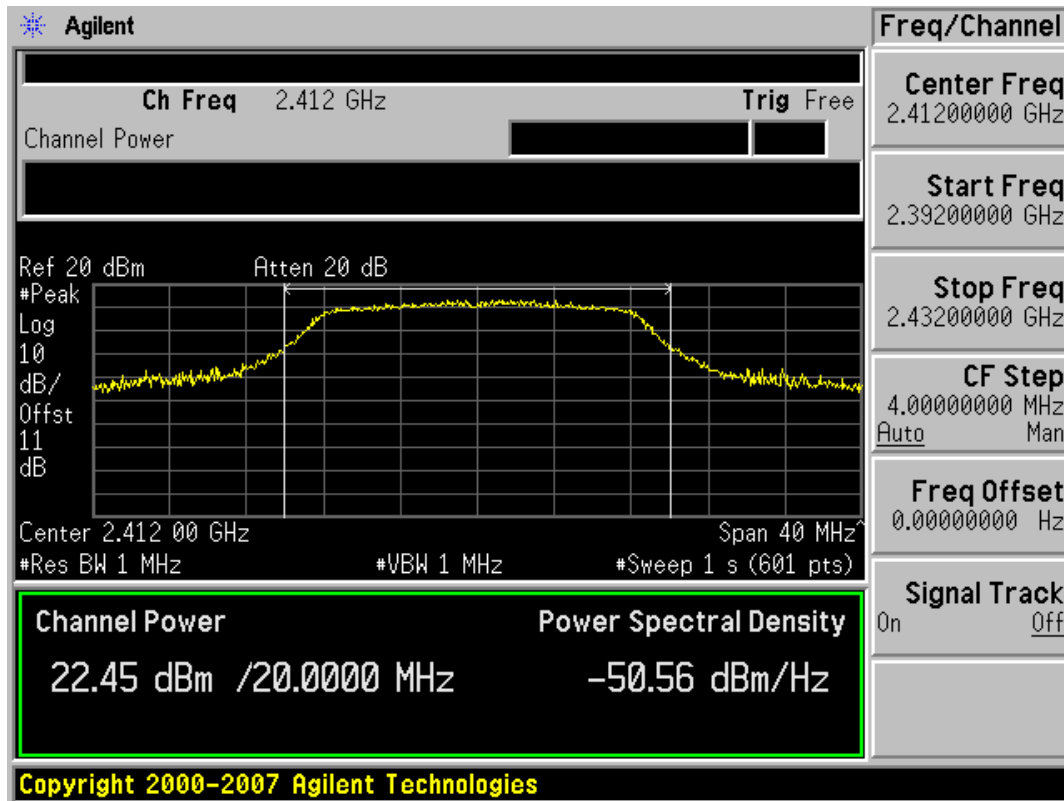 Agilent
Freq/Channel
Ch Freq 2.412 GHz Trig Free
Channel Power
Center Freq
2.41200000 GHz
Start Freq
2.39200000 GHz
Stop Freq
2.43200000 GHz
CF Step
4.00000000 MHz
Auto Man
Freq Offset
0.00000000 Hz
Signal Track
On Off
Ref 20 dBm Atten 20 dB
#Peak
Log
10
dB/
Offst
11
dB
Center 2.412 00 GHz Span 40 MHz^
#Res BW 1 MHz #VBW 1 MHz #Sweep 1 s (601 pts)
Channel Power Power Spectral Density
22.45 dBm /20.0000 MHz -50.56 dBm/Hz
Copyright 2000-2007 Agilent Technologies